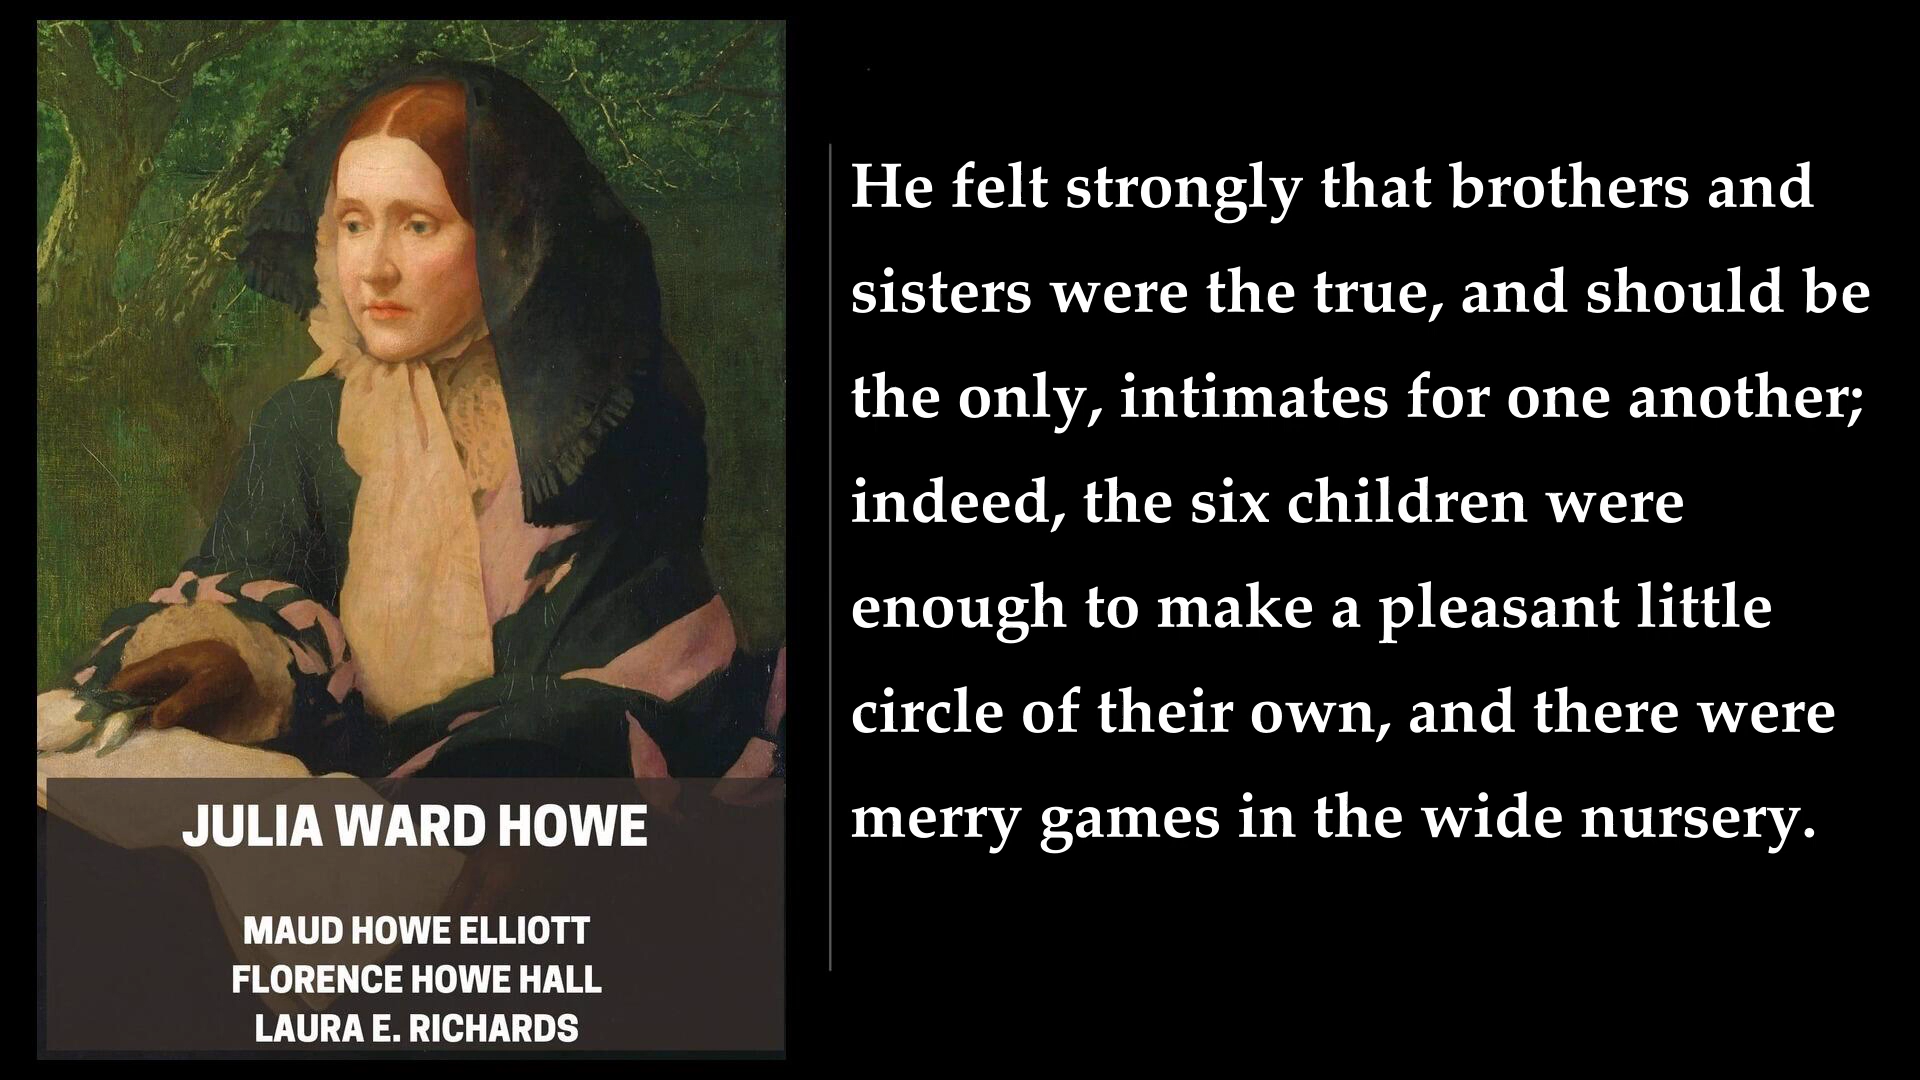 JULIA WARD HOWE
MAUD HOWE ELLIOTT
FLORENCE HOWE HALL
LAURA E. RICHARDS
He felt strongly that brothers and
sisters were the true, and should be
the only, intimates for one another;
indeed, the six children were
enough to make a pleasant little
circle of their own, and there were
merry games in the wide nursery.